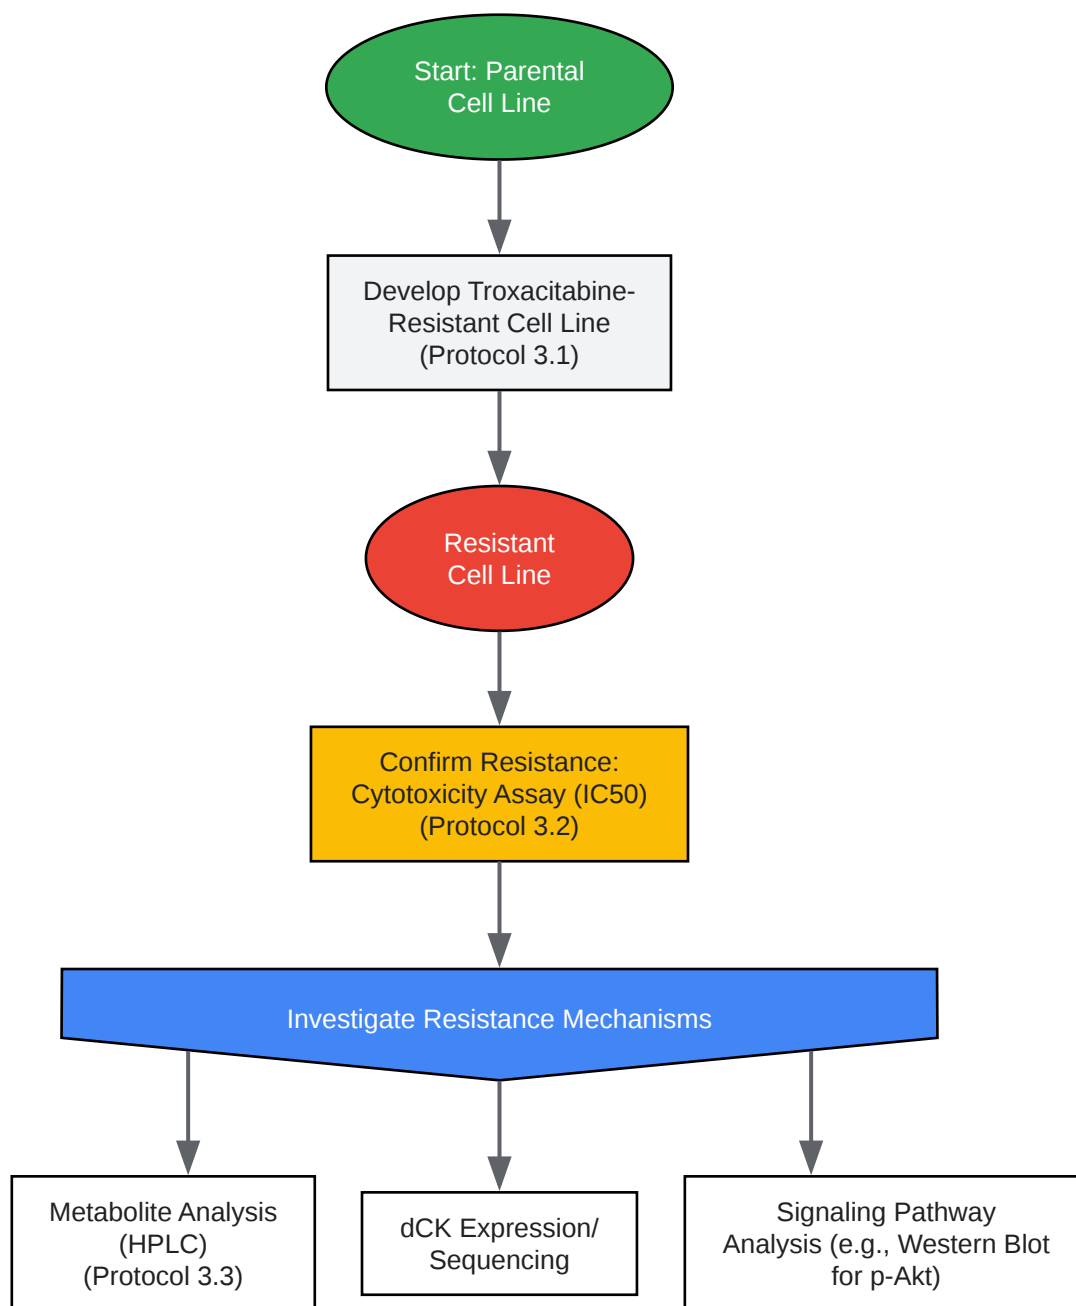 Start: Parental
Cell Line
Develop Troxacitabine-
Resistant Cell Line
(Protocol 3.1)
Resistant
Cell Line
Confirm Resistance:
Cytotoxicity Assay (IC50)
(Protocol 3.2)
Investigate Resistance Mechanisms
Metabolite Analysis
(HPLC)
(Protocol 3.3)
dCK Expression/
Sequencing
Signaling Pathway
Analysis (e.g., Western Blot
for p-Akt)